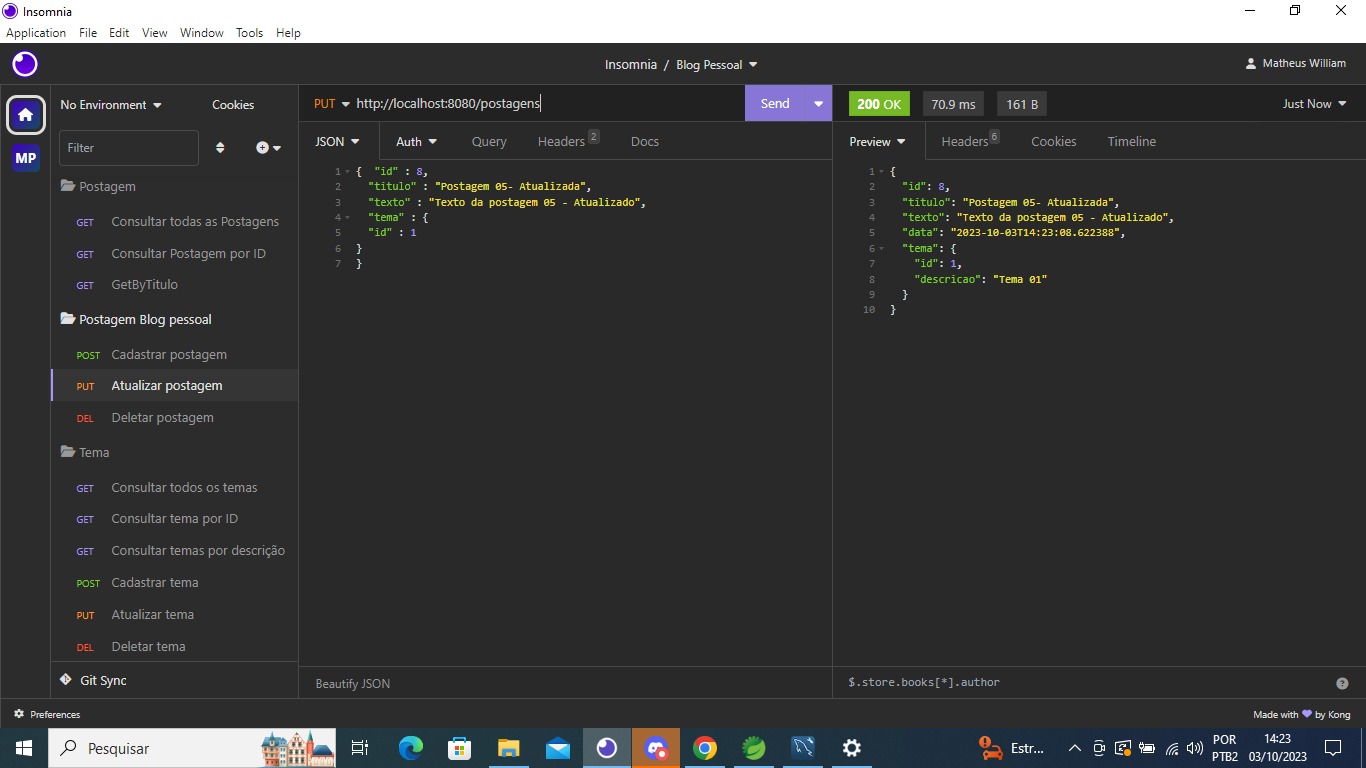 Insomnia
Application File Edit View Window Tools Help
Insomnia / Blog Pessoal
Matheus William
No Environment
Cookies
PUT http://localhost:8080/postagens
Send
200 OK
70.9 ms
161 B
Just Now
MP
Filter
JSON Auth Query Headers 2 Docs
Preview Headers 6 Cookies Timeline
Postagem
GET Consultar todas as Postagens
GET Consultar Postagem por ID
GET GetByTitulo
Postagem Blog pessoal
POST Cadastrar postagem
PUT Atualizar postagem
DEL Deletar postagem
Tema
GET Consultar todos os temas
GET Consultar tema por ID
GET Consultar temas por descrição
POST Cadastrar tema
PUT Atualizar tema
DEL Deletar tema
Git Sync
1 { "id" : 8,
2 "titulo" : "Postagem 05- Atualizada",
3 "texto" : "Texto da postagem 05 - Atualizado",
4 "tema" : {
5 "id" : 1
6 }
7 }
Beautify JSON
1 {
2 "id": 8,
3 "titulo": "Postagem 05- Atualizada",
4 "texto": "Texto da postagem 05 - Atualizado",
5 "data": "2023-10-03T14:23:08.622388",
6 "tema": {
7 "id": 1,
8 "descricao": "Tema 01"
9 }
10 }
$.store.books[*].author
Preferences
Made with by Kong
Pesquisar
Estr...
POR
PTB2
14:23
03/10/2023